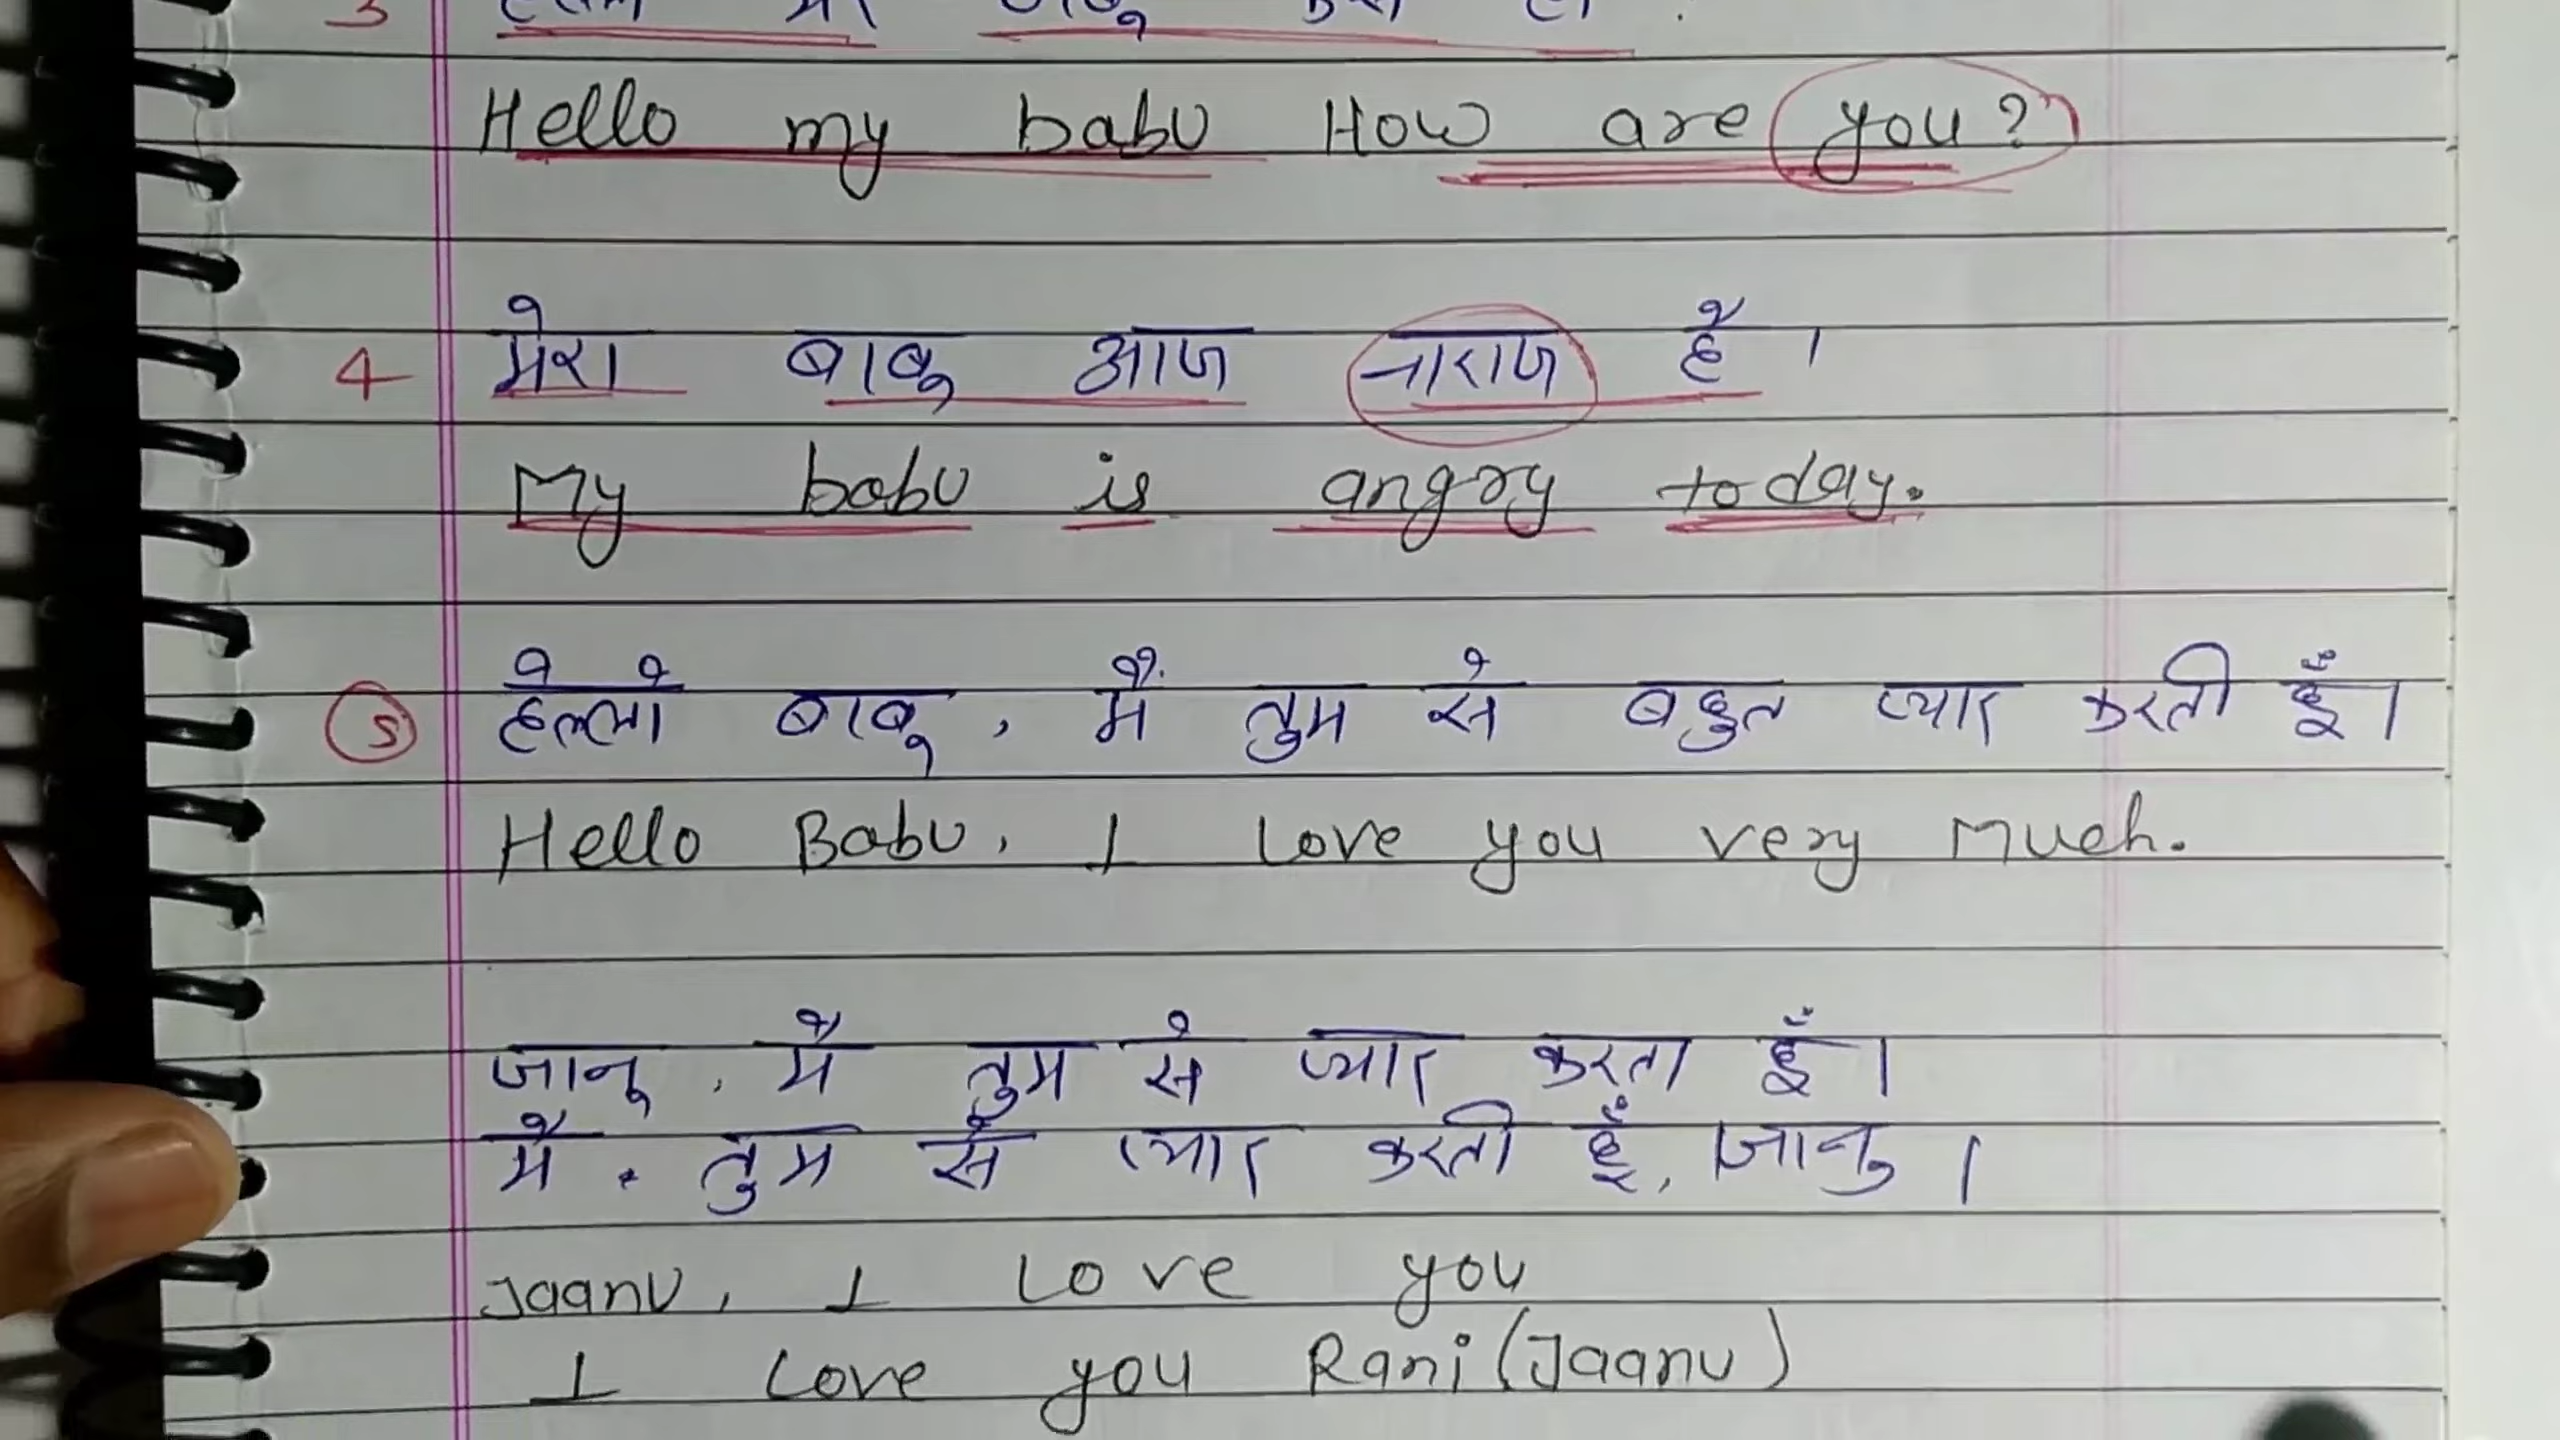 3
Hello my babu How are you?
4 मेरा बाबू आज नाराज है ।
My babu is angry today.
5 हेल्लो बाबू , मैं तुम से बहुत प्यार करती हूँ ।
Hello Babu, I Love you very Much.
जानू , मै तुम से प्यार करता हूँ ।
मै . तुम से प्यार करती हूँ, जानु ।
Jaanu, I Love you
I Love you Rani (Jaanu)